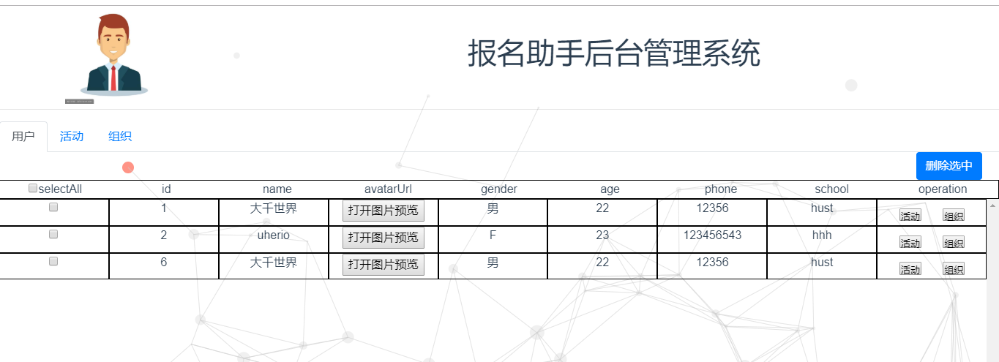 报名助手后台管理系统
用户 活动 组织
删除选中
selectAll id name avatarUrl gender age phone school operation
1 大千世界 打开图片预览 男 22 12356 hust 活动 组织
2 uherio 打开图片预览 F 23 123456543 hhh 活动 组织
6 大千世界 打开图片预览 男 22 12356 hust 活动 组织